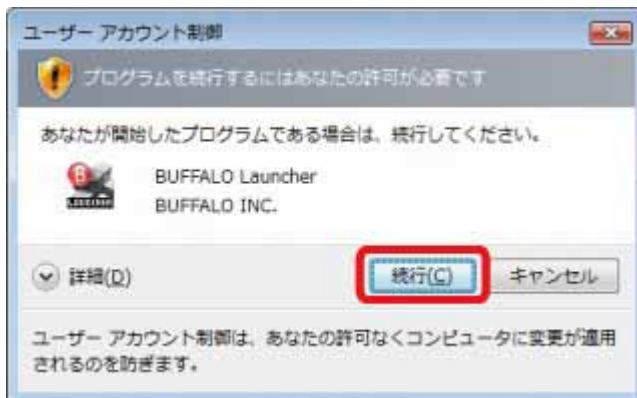 ユーザー アカウント制御
プログラムを続行するにはあなたの許可が必要です
あなたが開始したプログラムである場合は、続行してください。
BUFFALO Launcher
BUFFALO INC.
詳細(D)
続行(C)
キャンセル
ユーザー アカウント制御は、あなたの許可なくコンピュータに変更が適用
されるのを防ぎます。